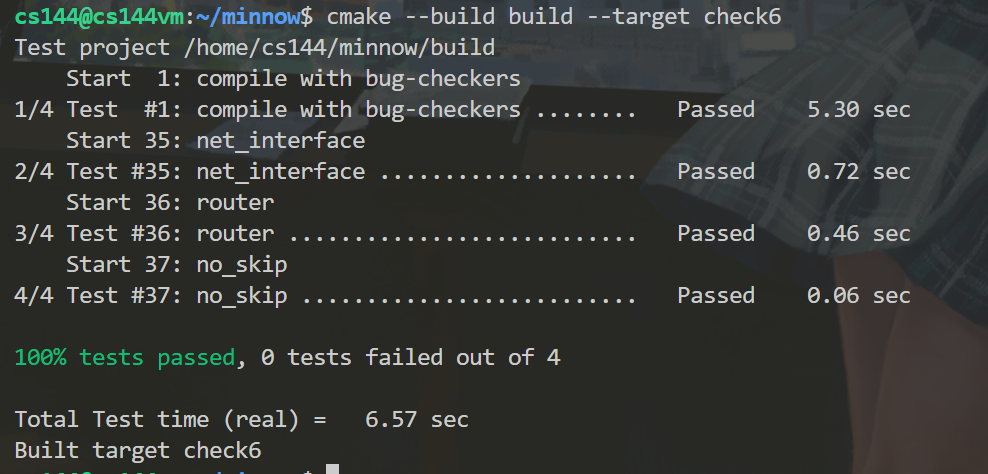 cs144@cs144vm:~/minnow$ cmake --build build --target check6
Test project /home/cs144/minnow/build
    Start  1: compile with bug-checkers
1/4 Test  #1: compile with bug-checkers ........   Passed    5.30 sec
    Start 35: net_interface
2/4 Test #35: net_interface ....................   Passed    0.72 sec
    Start 36: router
3/4 Test #36: router ...........................   Passed    0.46 sec
    Start 37: no_skip
4/4 Test #37: no_skip ..........................   Passed    0.06 sec

100% tests passed, 0 tests failed out of 4

Total Test time (real) =   6.57 sec
Built target check6